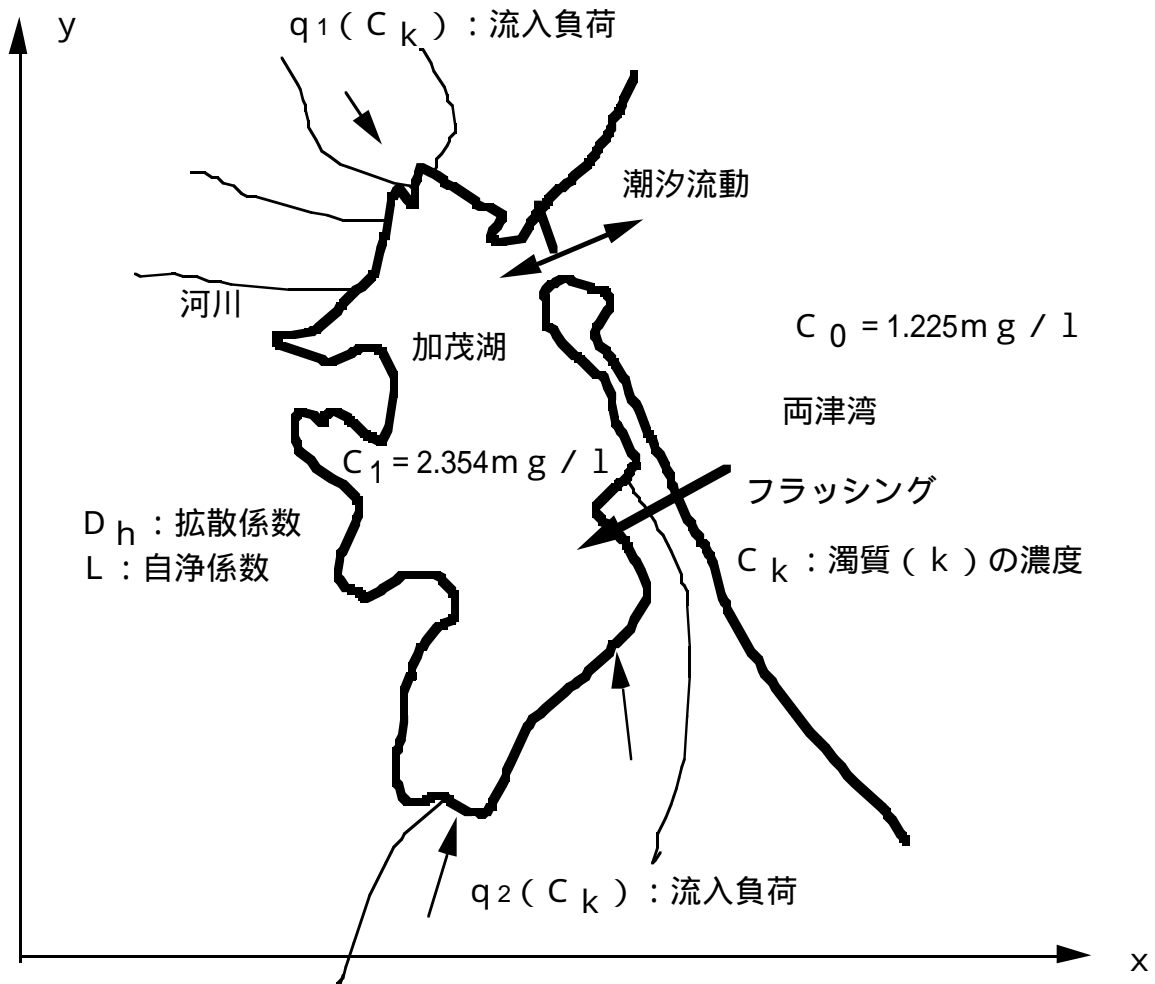 y
q1(Ck):流入負荷
潮汐流動
河川
加茂湖
C0=1.225mg/l
両津湾
C1=2.354mg/l
フラッシング
Dh:拡散係数
L:自浄係数
Ck:濁質(k)の濃度
q2(Ck):流入負荷
x